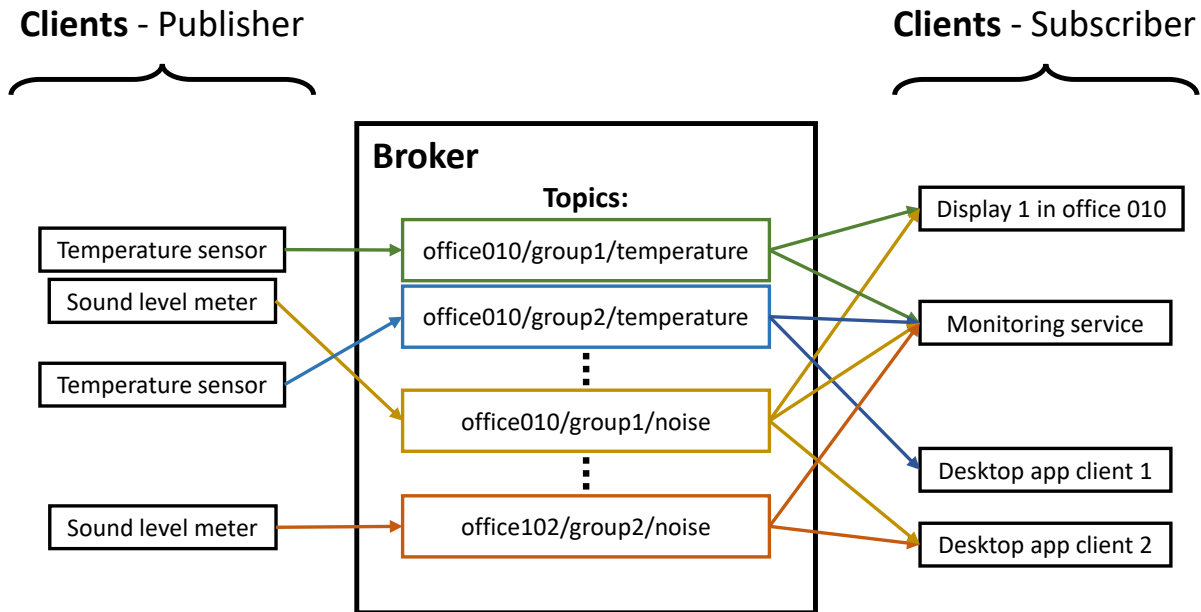 Clients - Publisher
Clients - Subscriber
Broker
Topics:
Temperature sensor
Sound level meter
Temperature sensor
Sound level meter
office010/group1/temperature
office010/group2/temperature
office010/group1/noise
office102/group2/noise
Display 1 in office 010
Monitoring service
Desktop app client 1
Desktop app client 2